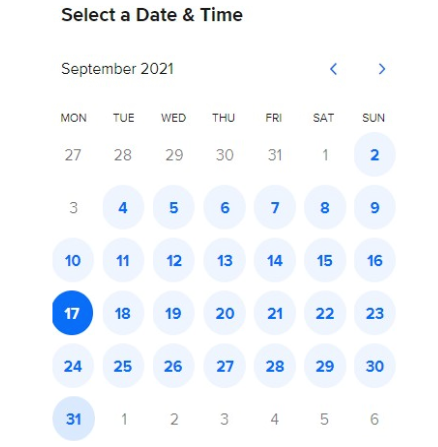 Select a Date & Time
September 2021
MON TUE WED THU FRI SAT SUN
27 28 29 30 31 1 2
3 4 5 6 7 8 9
10 11 12 13 14 15 16
17 18 19 20 21 22 23
24 25 26 27 28 29 30
31 1 2 3 4 5 6